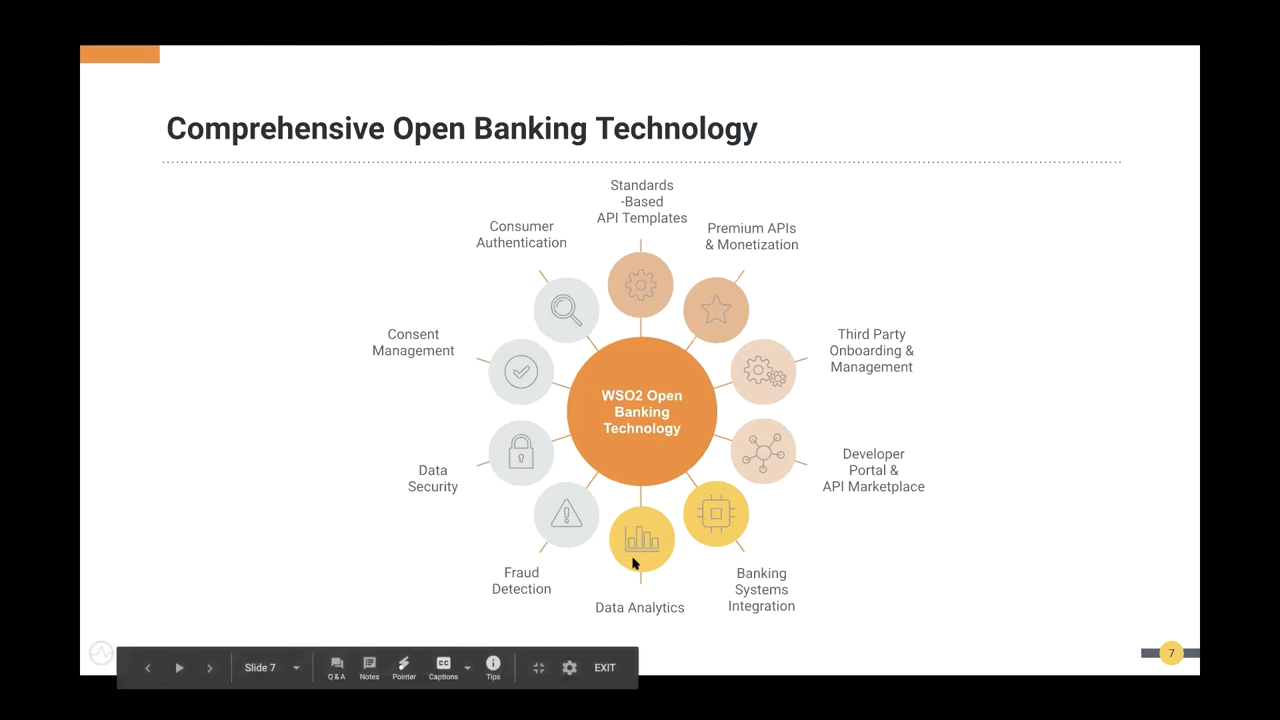 Comprehensive Open Banking Technology
Standards
-Based
API Templates
Consumer
Authentication
Premium APIs
& Monetization
Consent
Management
Third Party
Onboarding &
Management
WSO2 Open
Banking
Technology
Data
Security
Developer
Portal &
API Marketplace
Fraud
Detection
Data Analytics
Banking
Systems
Integration
7
Slide 7
Q & A
Notes
Pointer
CC
Captions
Tips
EXIT